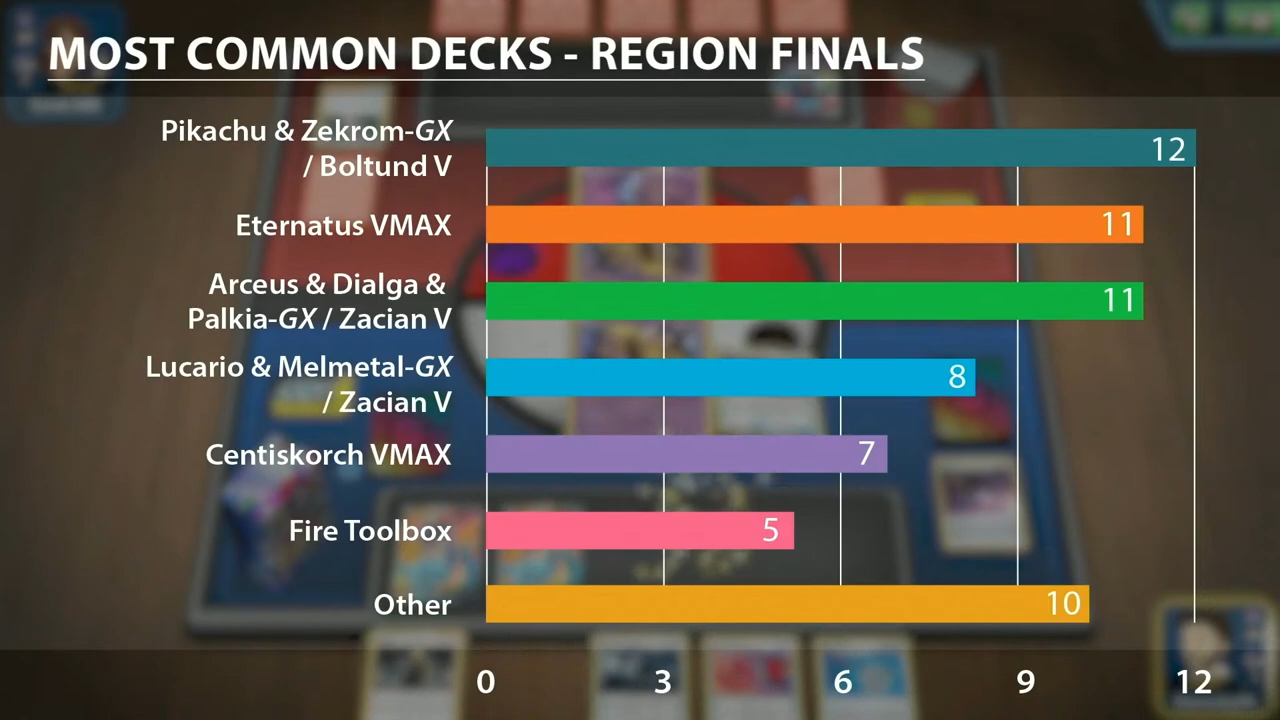 MOST COMMON DECKS - REGION FINALS
Pikachu & Zekrom-GX
/ Boltund V
12
Eternatus VMAX
11
Arceus & Dialga &
Palkia-GX / Zacian V
11
Lucario & Melmetal-GX
/ Zacian V
8
Centiskorch VMAX
7
Fire Toolbox
5
Other
10
0 3 6 9 12